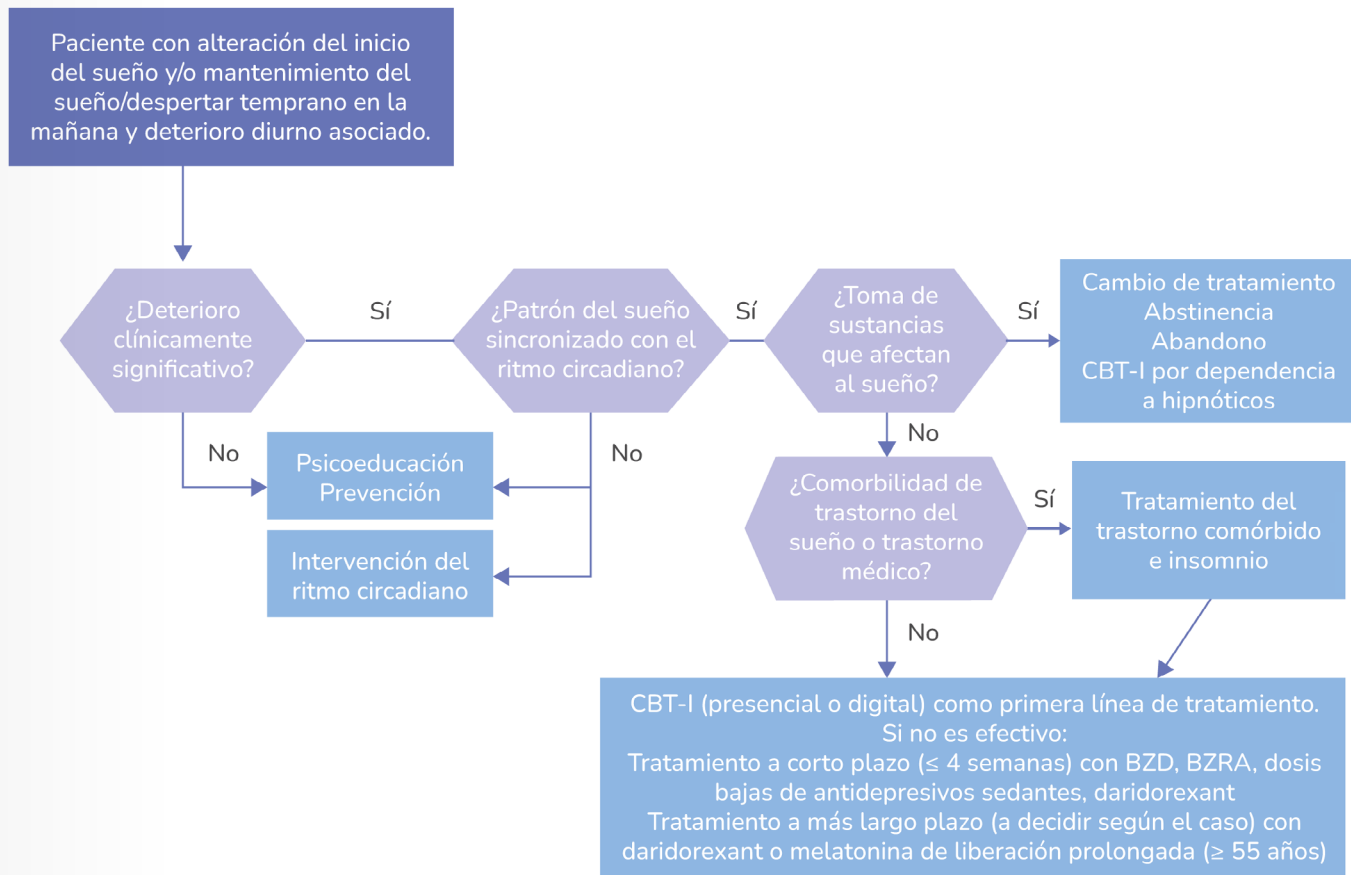 Paciente con alteración del inicio
del sueño y/o mantenimiento del
sueño/despertar temprano en la
mañana y deterioro diurno asociado.
¿Deterioro
clínicamente
significativo?
Sí
¿Patrón del sueño
sincronizado con el
ritmo circadiano?
Sí
¿Toma de
sustancias
que afectan
al sueño?
Sí
Cambio de tratamiento
Abstinencia
Abandono
CBT-I por dependencia
a hipnóticos
No
Psicoeducación
Prevención
No
Intervención del
ritmo circadiano
No
¿Comorbilidad de
trastorno del
sueño o trastorno
médico?
Sí
Tratamiento del
trastorno comórbido
e insomnio
No
CBT-I (presencial o digital) como primera línea de tratamiento.
Si no es efectivo:
Tratamiento a corto plazo (≤ 4 semanas) con BZD, BZRA, dosis
bajas de antidepresivos sedantes, daridorexant
Tratamiento a más largo plazo (a decidir según el caso) con
daridorexant o melatonina de liberación prolongada (≥ 55 años)